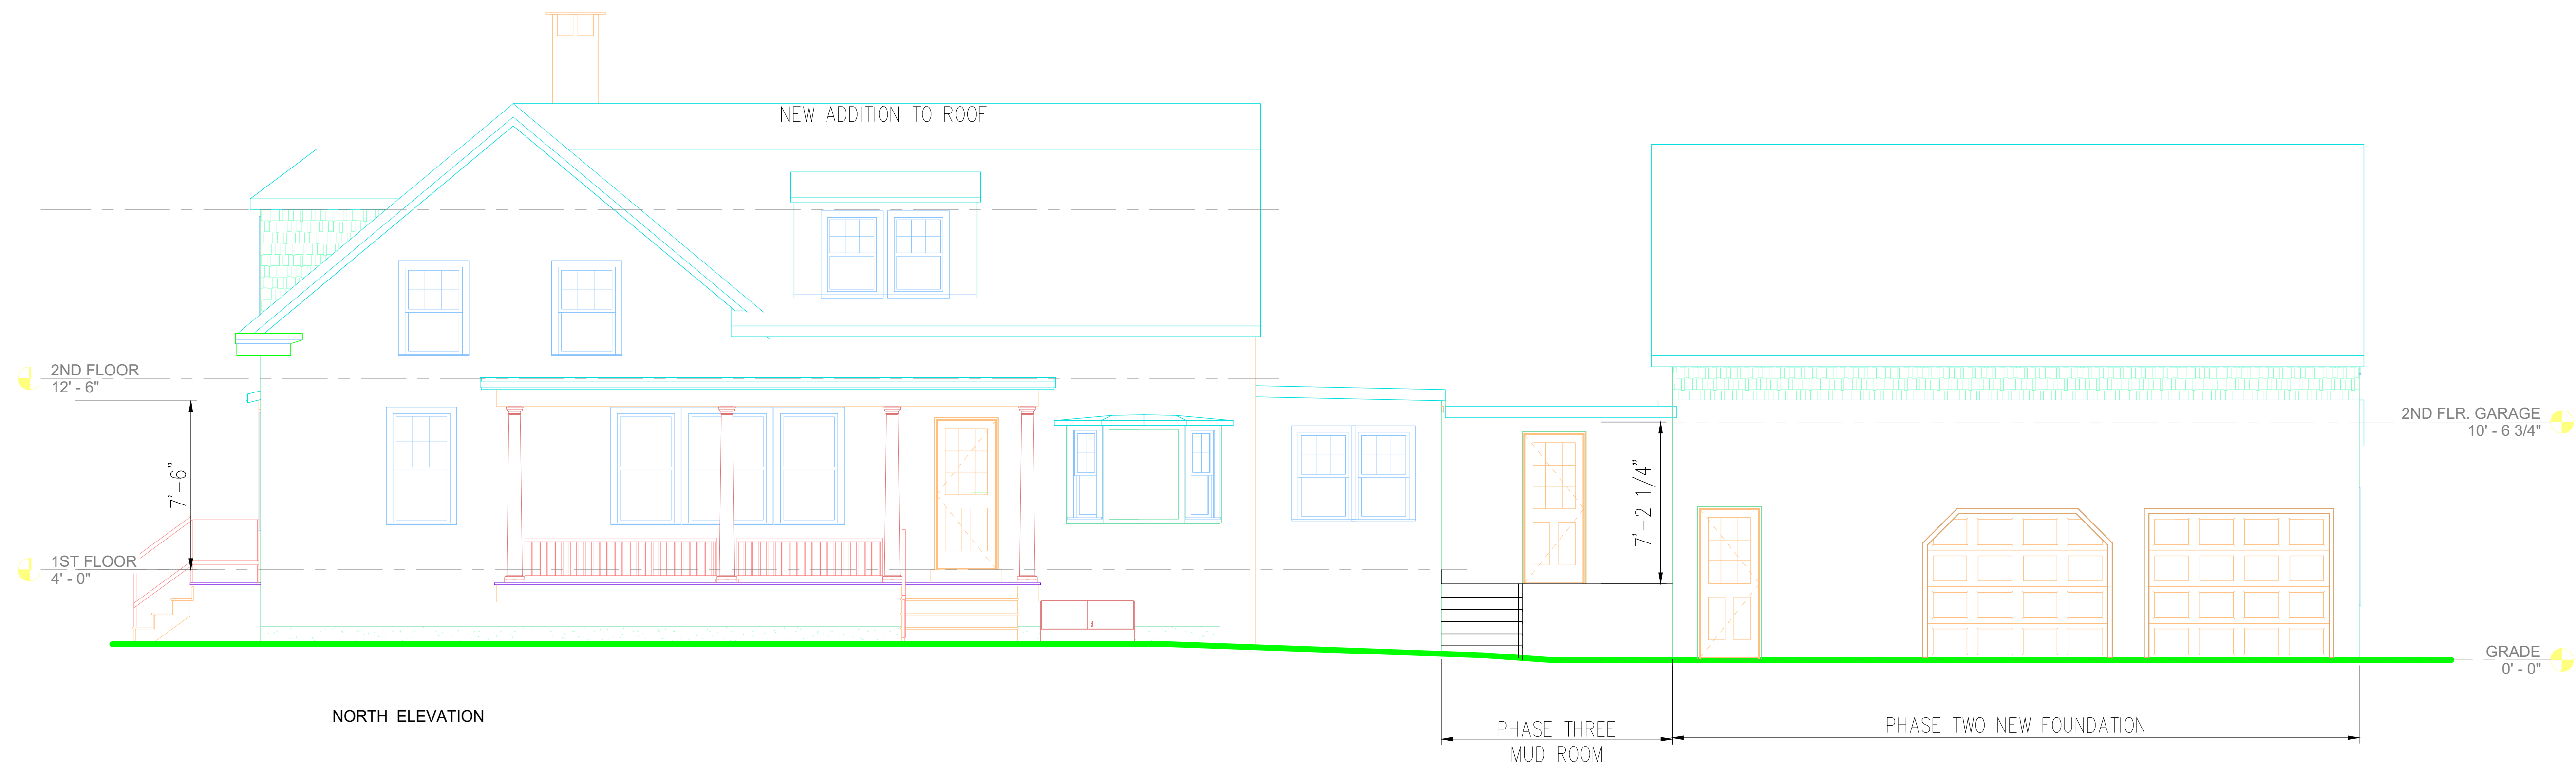 NEW ADDITION TO ROOF
2ND FLOOR
12' - 6"
2ND FLR. GARAGE
10' - 6 3/4"
7'-6"
7'-2 1/4"
1ST FLOOR
4' - 0"
GRADE
0' - 0"
NORTH ELEVATION
PHASE THREE
MUD ROOM
PHASE TWO NEW FOUNDATION